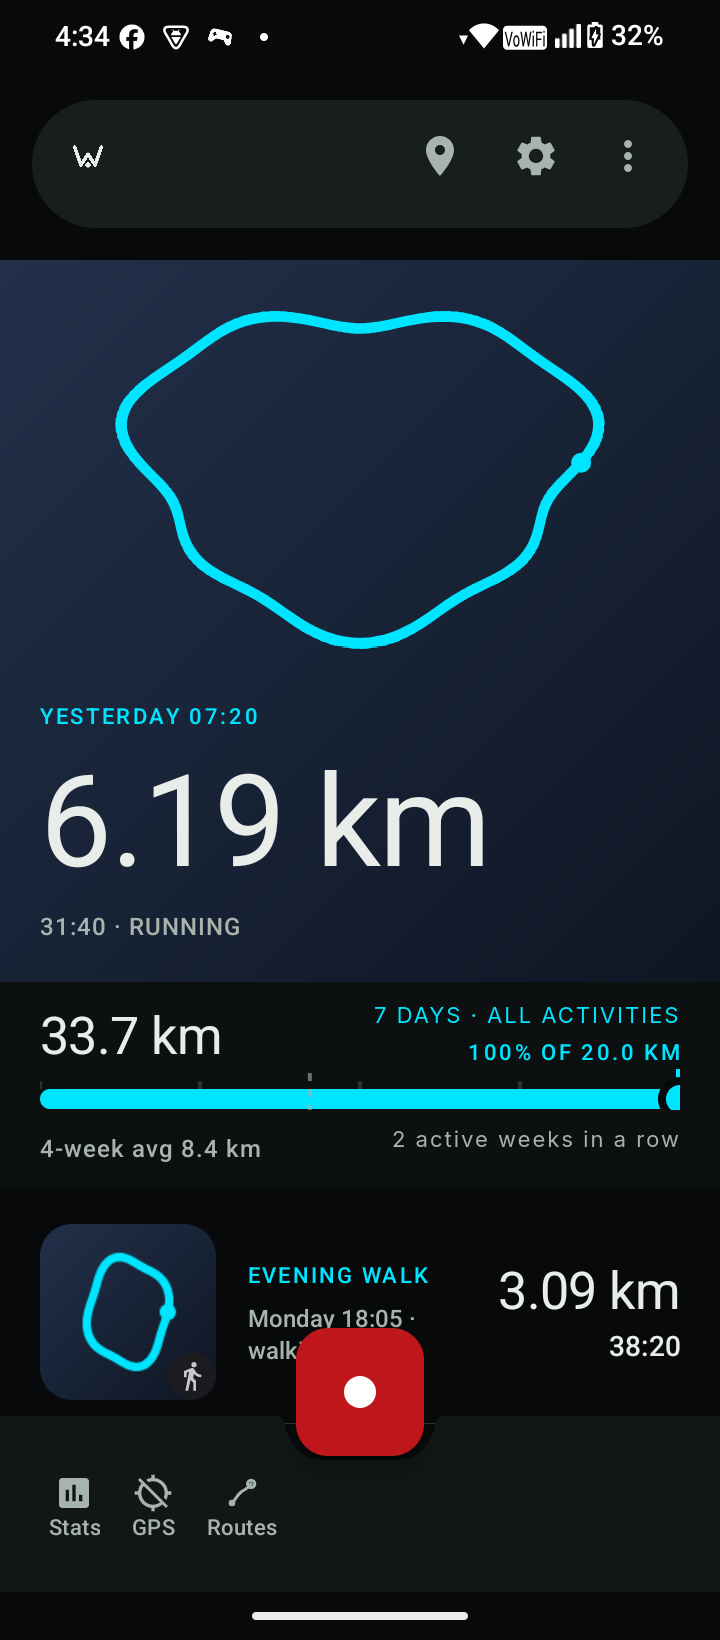 4:34
VoWiFi
32%
W
YESTERDAY 07:20
6.19 km
31:40 · RUNNING
33.7 km
7 DAYS · ALL ACTIVITIES
100% OF 20.0 KM
4-week avg 8.4 km
2 active weeks in a row
EVENING WALK
Monday 18:05 ·
3.09 km
38:20
Stats
GPS
Routes